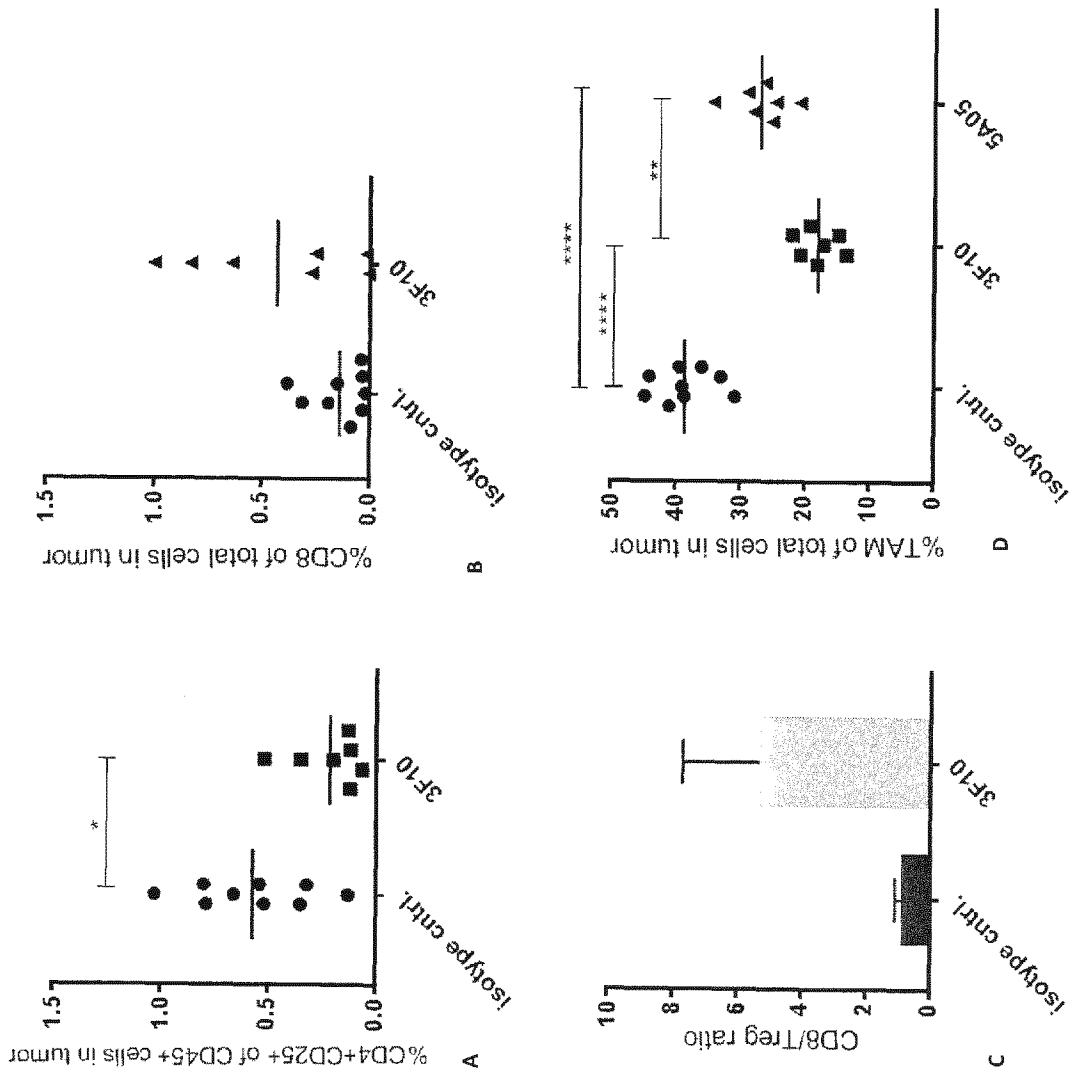 %CD4+CD25+ of CD45+ cells in tumor
1.5
1.0
0.5
0.0
*
isotype cntrl.
3F10
A
%CD8 of total cells in tumor
1.5
1.0
0.5
0.0
isotype cntrl.
3F10
B
CD8/Treg ratio
10
8
6
4
2
0
isotype cntrl.
3F10
C
%TAM of total cells in tumor
50
40
30
20
10
0
****
****
**
isotype cntrl.
3F10
5A05
D